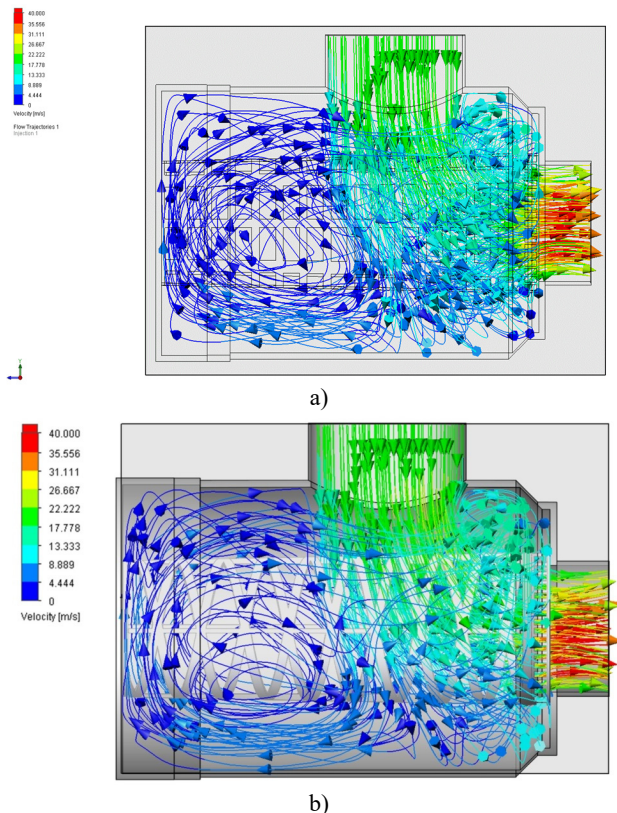 40.000
35.556
31.111
26.667
22.222
17.778
13.333
8.889
4.444
0
Velocity [m/s]
Flow Trajectories 1
Injection 1
Y
a)
40.000
35.556
31.111
26.667
22.222
17.778
13.333
8.889
4.444
0
Velocity [m/s]
b)